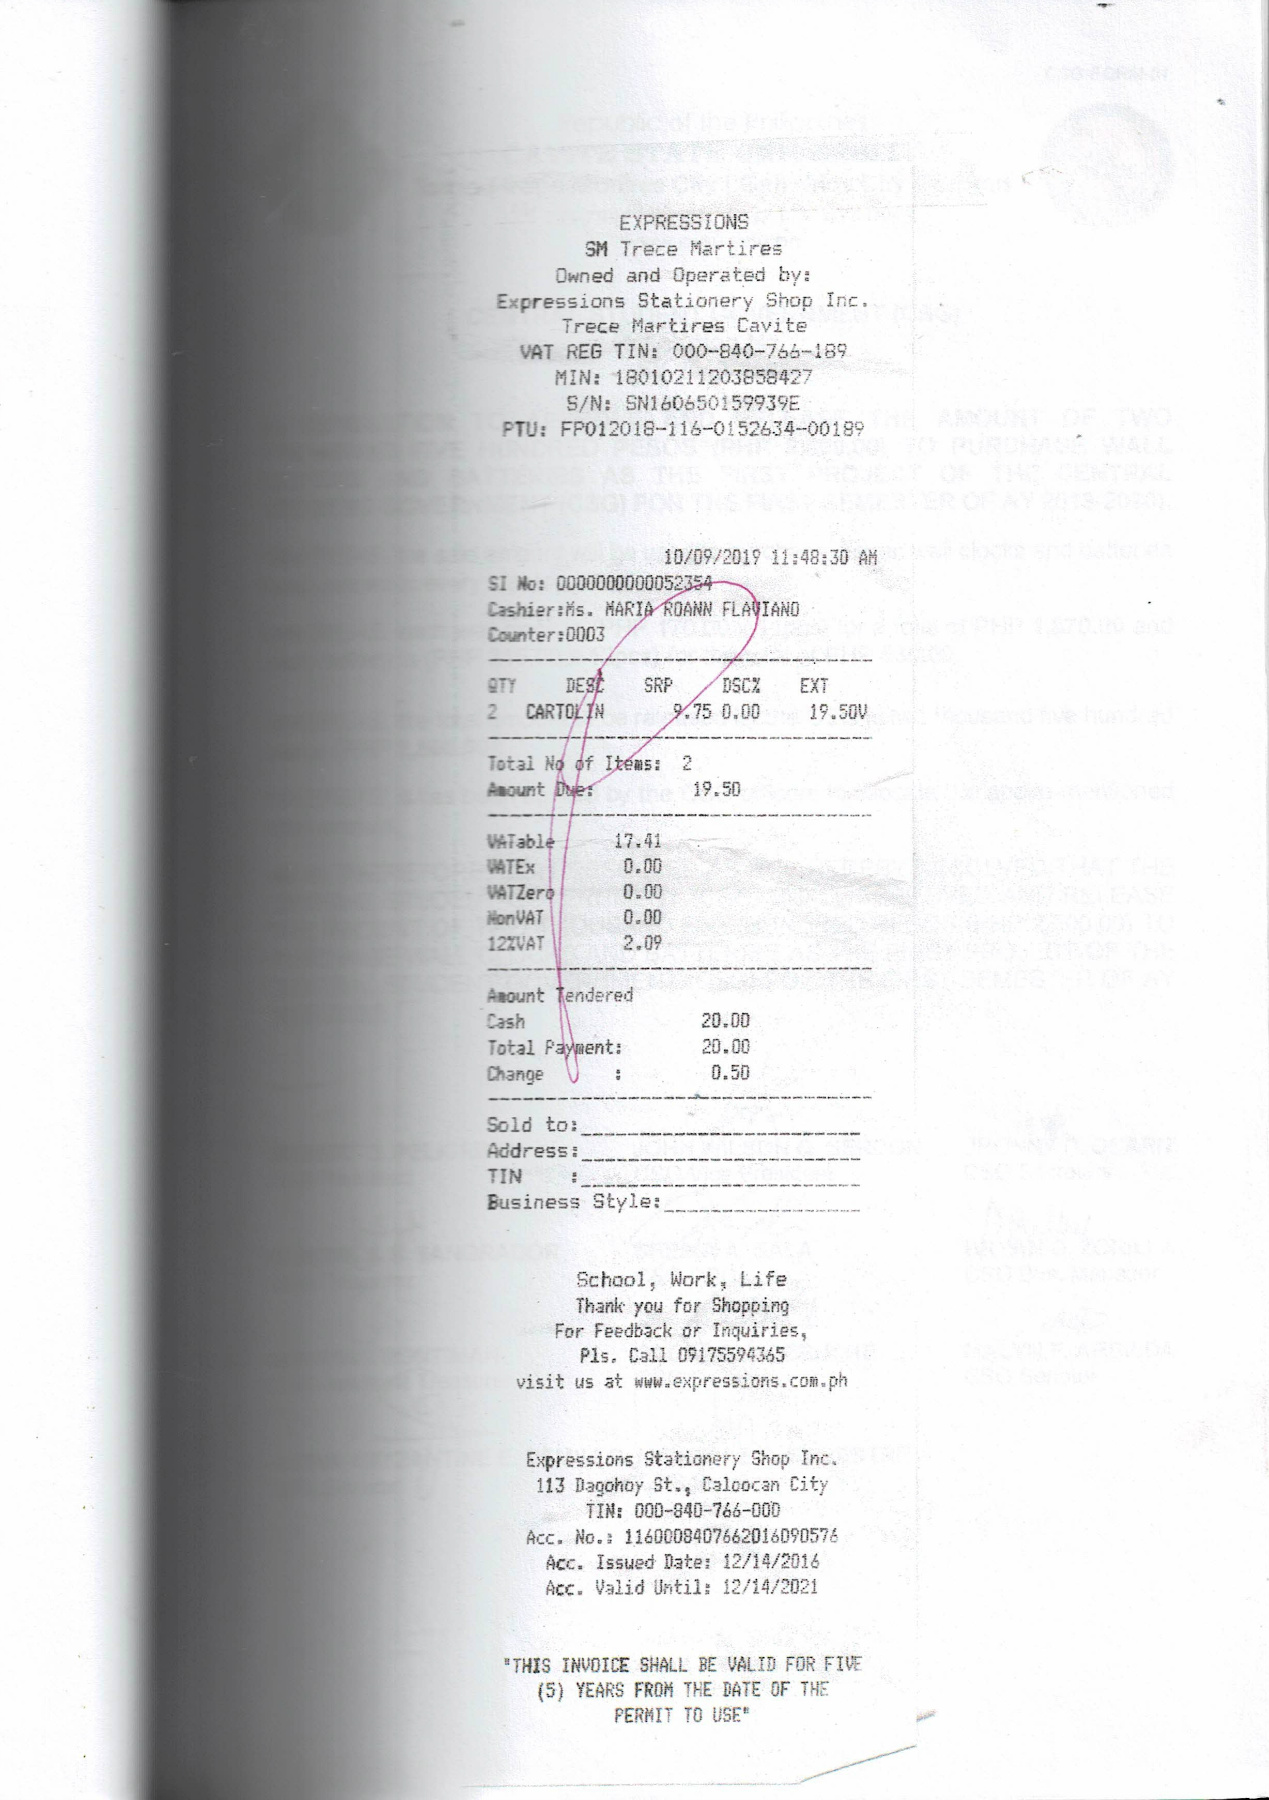 EXPRESSIONS
SM Trece Martires
Owned and Operated by:
Expressions Stationery Shop Inc.
Trece Martires Cavite
VAT REG TIN: 000-840-766-189
MIN: 18010211203858427
S/N: SN160650159939E
PTU: FP012018-116-0152634-00189
10/09/2019 11:48:30 AM
SI No: 0000000000052354
Cashier:Ms. MARIA ROANN FLAVIANO
Counter:0003
QTY DESC SRP DSC% EXT
2 CARTOLIN 9.75 0.00 19.50V
Total No of Items: 2
Amount Due: 19.50
VATable 17.41
VATEx 0.00
VATZero 0.00
NonVAT 0.00
12%VAT 2.09
Amount Tendered
Cash 20.00
Total Payment: 20.00
Change : 0.50
Sold to:
Address:
TIN :
Business Style:
School, Work, Life
Thank you for Shopping
For Feedback or Inquiries,
Pls. Call 09175594365
visit us at www.expressions.com.ph
Expressions Stationery Shop Inc.
113 Dagohoy St., Caloocan City
TIN: 000-840-766-000
Acc. No.: 1160008407662016090576
Acc. Issued Date: 12/14/2016
Acc. Valid Until: 12/14/2021
"THIS INVOICE SHALL BE VALID FOR FIVE
(5) YEARS FROM THE DATE OF THE
PERMIT TO USE"